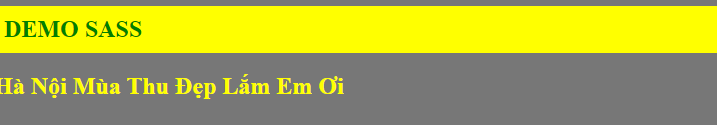 DEMO SASS
Hà Nội Mùa Thu Đẹp Lắm Em Ơi